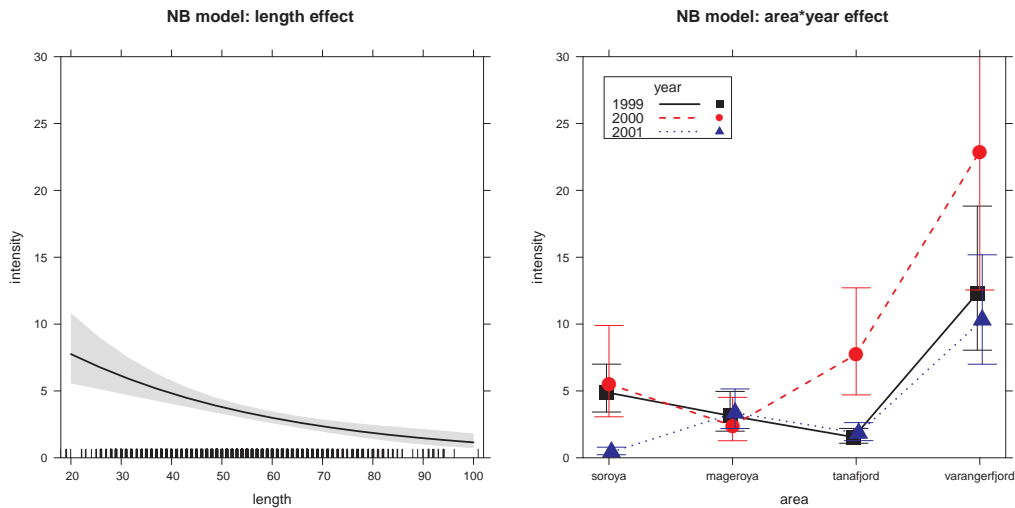 NB model: length effect
30
25
20
15
10
5
0
intensity
20 30 40 50 60 70 80 90 100
length
NB model: area*year effect
30
25
20
15
10
5
0
intensity
year
1999
2000
2001
soroya mageroya tanafjord varangerfjord
area